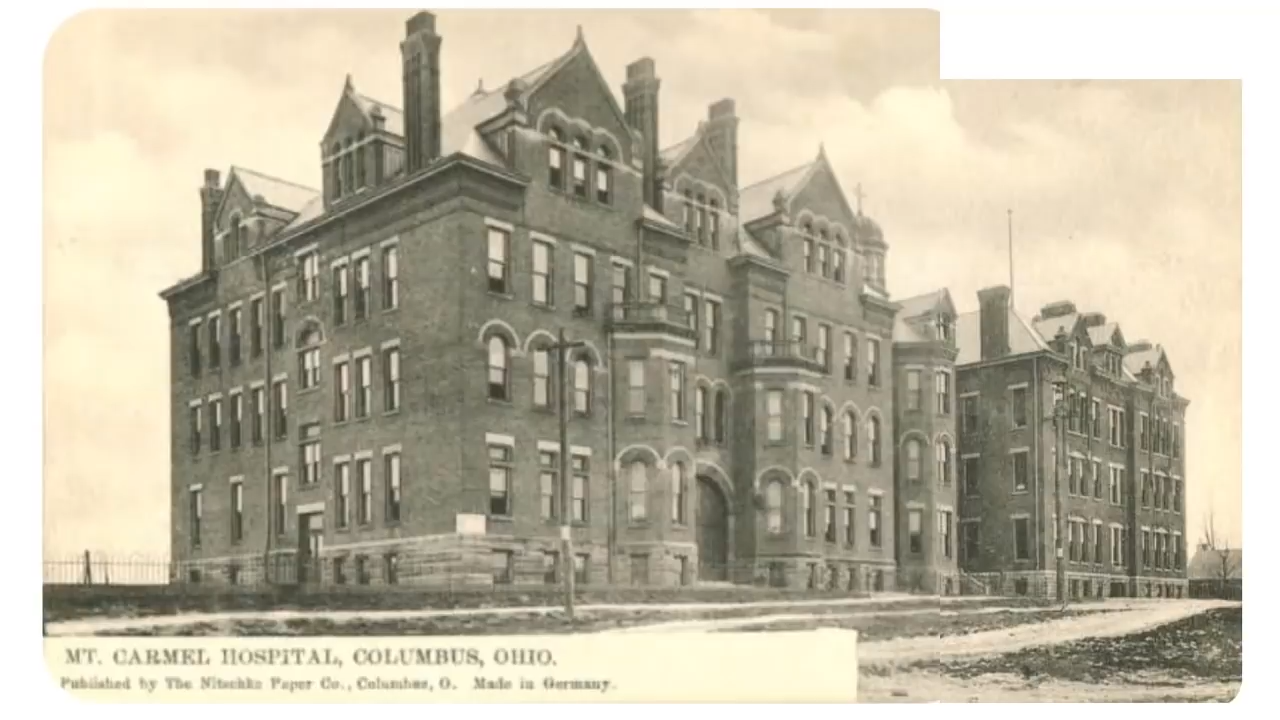 MT. CARMEL HOSPITAL, COLUMBUS, OHIO.
Published by The Nitschke Paper Co., Columbus, O. Made in Germany.